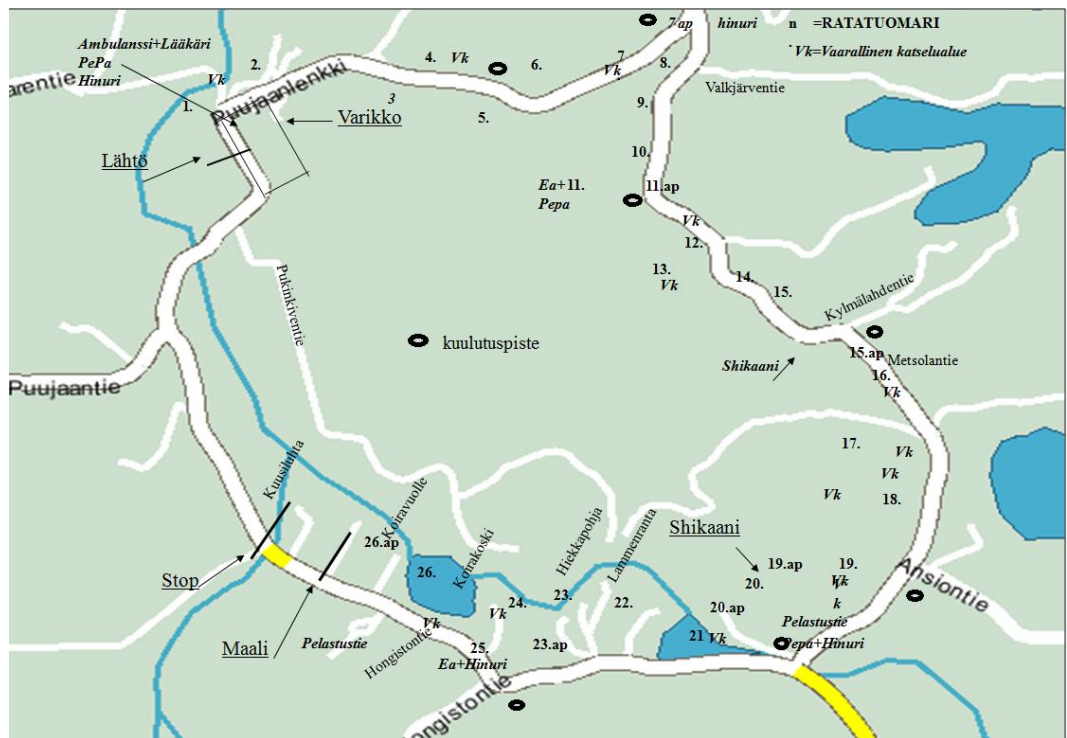 7 ap hinuri
n =RATATUOMARI
Vk=Vaarallinen katselualue
Ambulanssi+Lääkäri
PePa
Hinuri
arentie
Vk
1.
2.
Puujaanlenkki
3
Varikko
Lähtö
4.
Vk
5.
6.
7
Vk
8.
Valkjärventie
9.
10.
Ea+11.
Pepa
11.ap
Vk
12.
13.
Vk
14.
15.
Kylmälahdentie
Pukinkiventie
kuulutuspiste
Shikaani
15.ap
Metsolantie
16.
Vk
Puujaantie
17.
Vk
Vk
Vk
18.
Kuusiluhta
Koiravuolle
26.ap
Koirakoski
Hiekkapohja
Lammenranta
Shikaani
19.ap
19.
Vk
V
k
Ansiontie
Stop
26.
24.
23.
22.
20.
20.ap
Maali
Pelastustie
Hongistontie
Vk
Vk
25.
Ea+Hinuri
23.ap
21
Vk
Pelastustie
Pepa+Hinuri
ongistontie